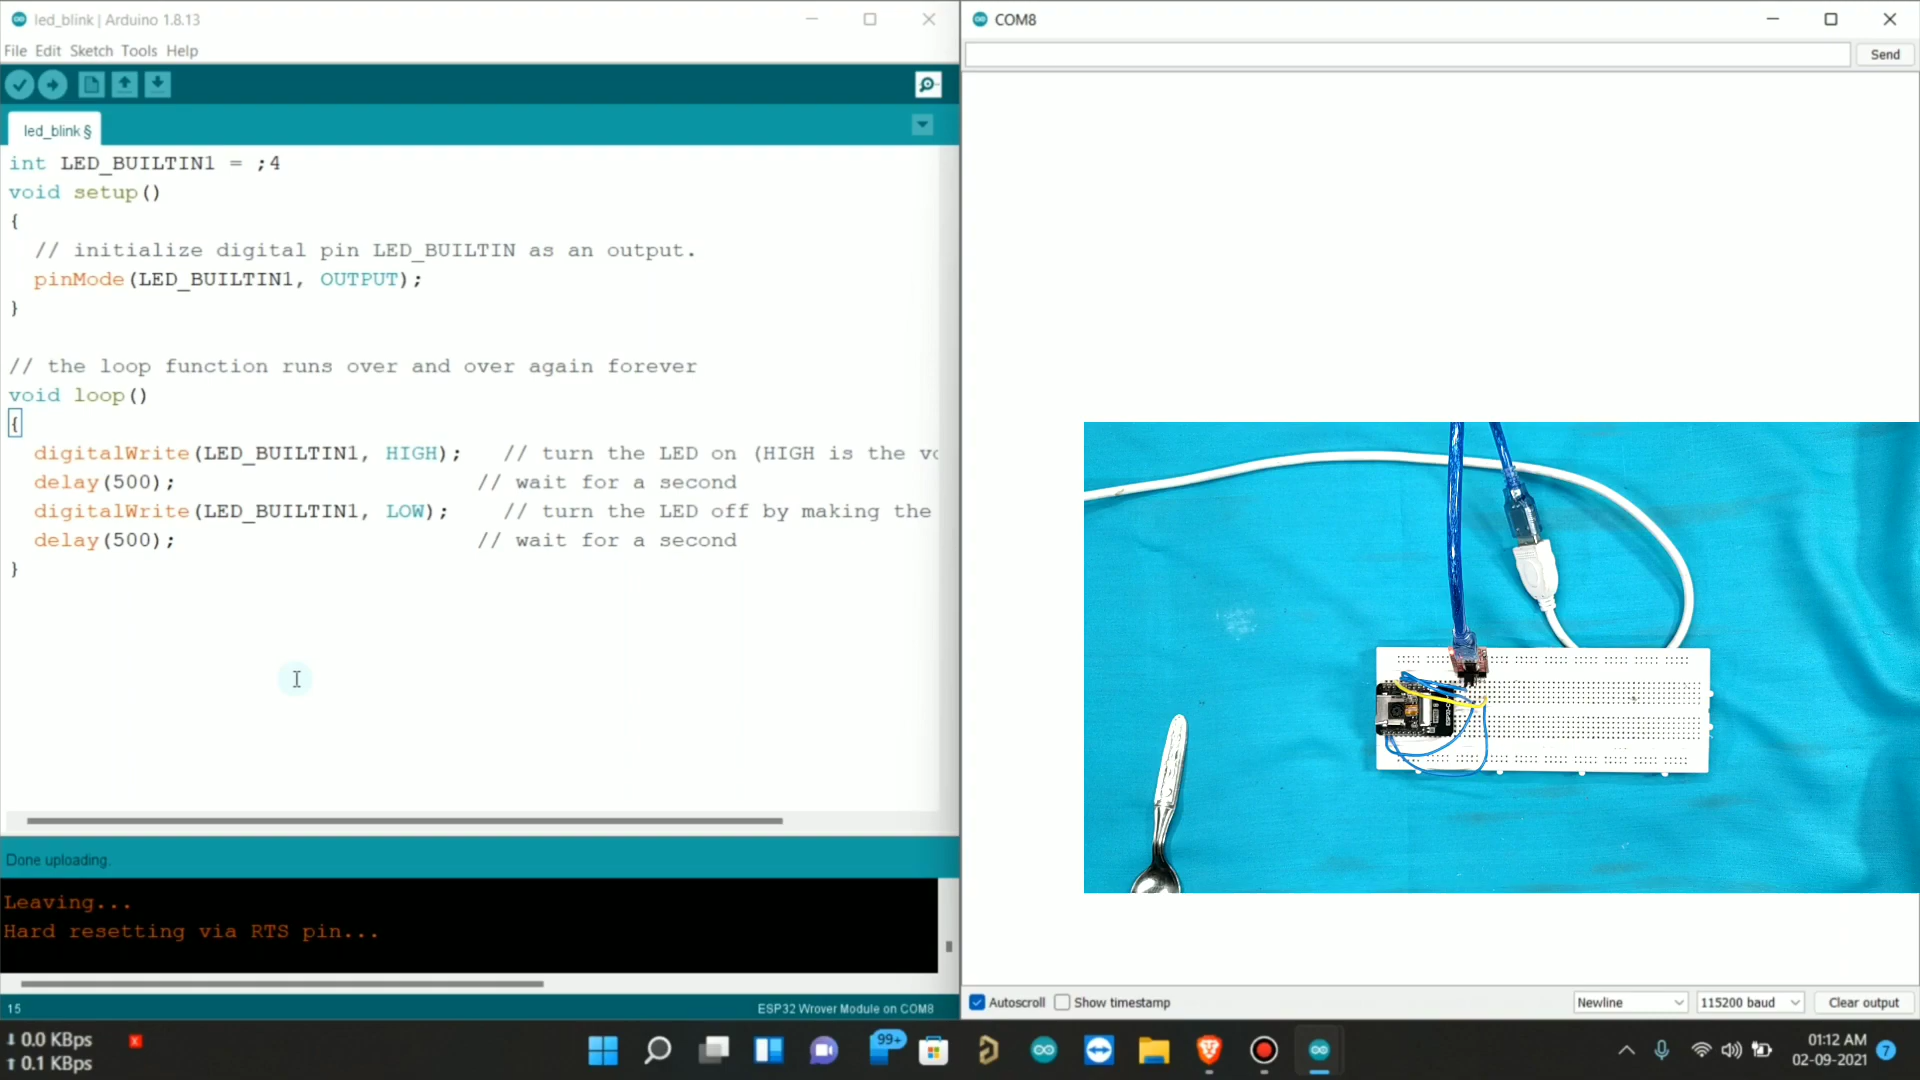 led_blink | Arduino 1.8.13
File Edit Sketch Tools Help
led_blink §
int LED_BUILTIN1 = ;4
void setup()
{
// initialize digital pin LED_BUILTIN as an output.
pinMode(LED_BUILTIN1, OUTPUT);
}
// the loop function runs over and over again forever
void loop()
{
digitalWrite(LED_BUILTIN1, HIGH); // turn the LED on (HIGH is the vo
delay(500); // wait for a second
digitalWrite(LED_BUILTIN1, LOW); // turn the LED off by making the
delay(500); // wait for a second
}
Done uploading.
Leaving...
Hard resetting via RTS pin...
15
ESP32 Wrover Module on COM8
COM8
Send
Autoscroll
Show timestamp
Newline
115200 baud
Clear output
0.0 KBps
0.1 KBps
99+
01:12 AM
02-09-2021
7